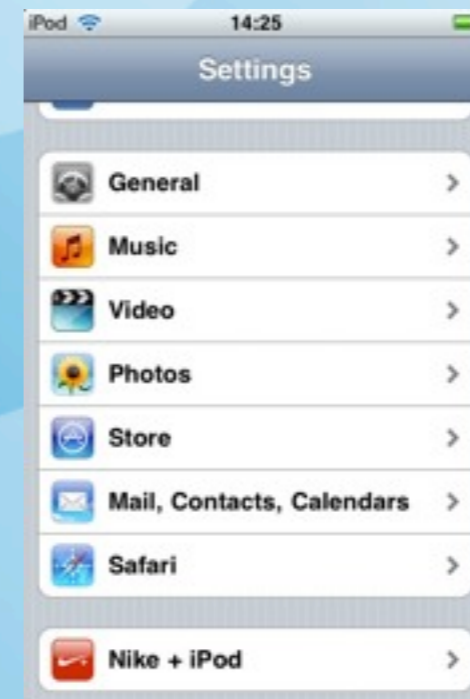 iPod 14:25
Settings
General
Music
Video
Photos
Store
Mail, Contacts, Calendars
Safari
Nike + iPod